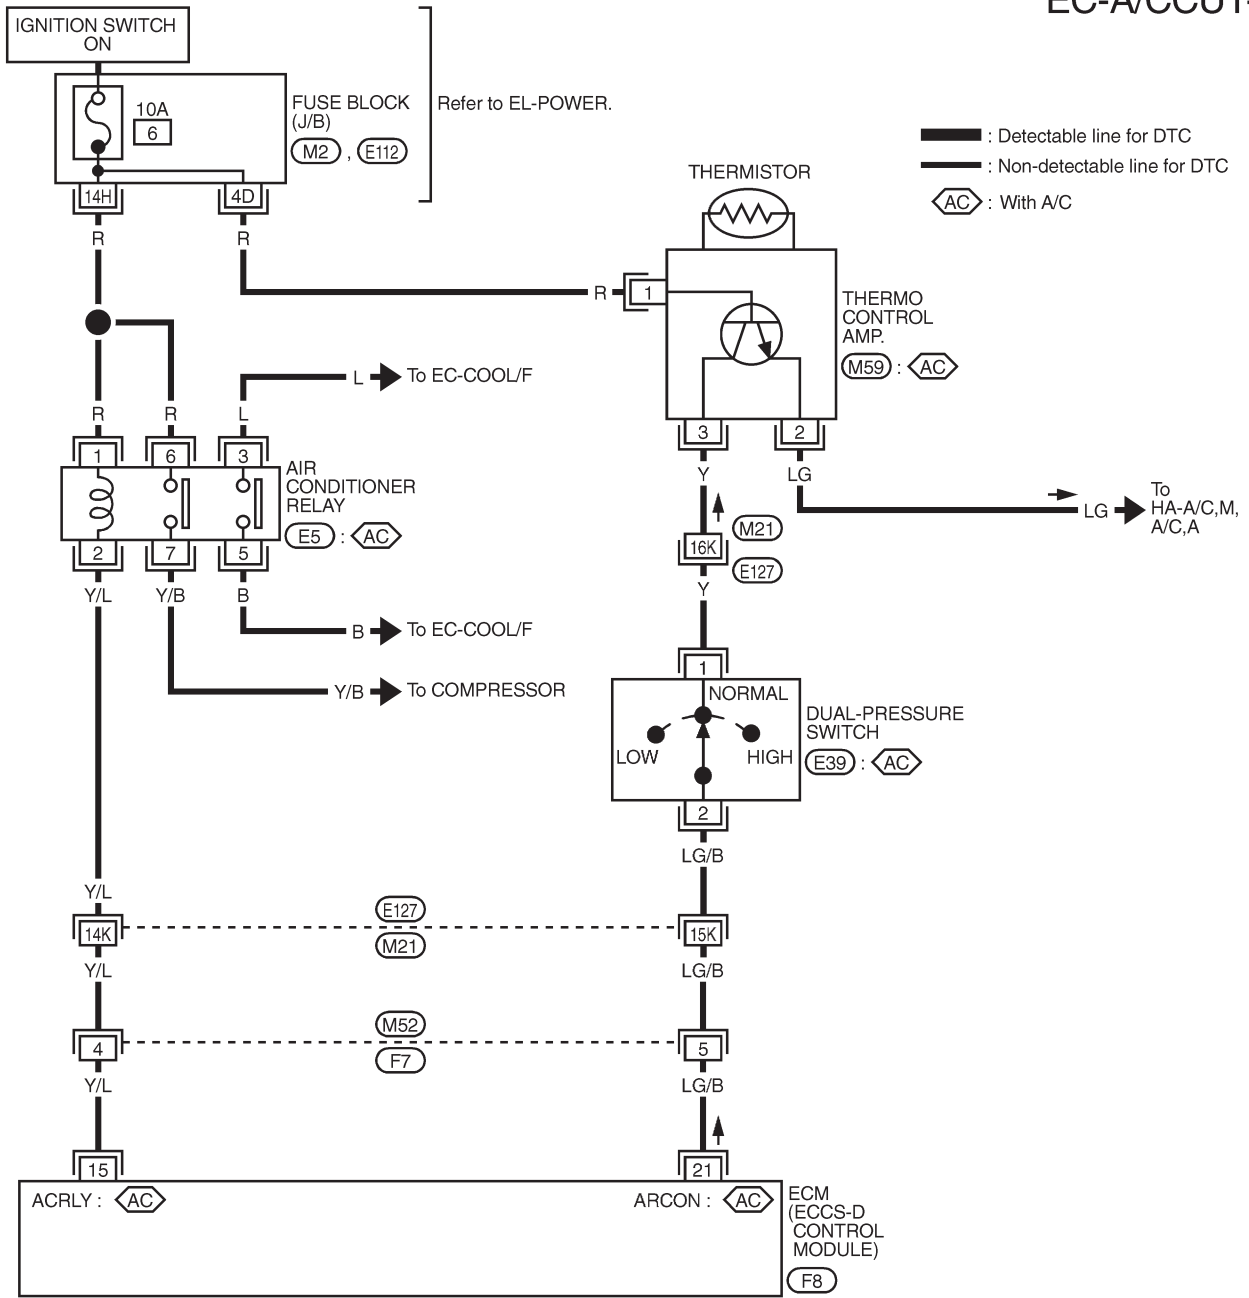 EC-A/CCUT-
IGNITION SWITCH
ON
10A
6
FUSE BLOCK
(J/B)
M2 , E112
Refer to EL-POWER.
: Detectable line for DTC
: Non-detectable line for DTC
AC : With A/C
14H
4D
R
R
THERMISTOR
R
1
THERMO
CONTROL
AMP.
M59 : AC
L
To EC-COOL/F
R
R
L
3
2
1
6
3
AIR
CONDITIONER
RELAY
E5 : AC
Y
LG
LG
To
HA-A/C,M,
A/C,A
M21
16K
E127
2
7
5
Y/L
Y/B
B
Y
B
To EC-COOL/F
1
Y/B
To COMPRESSOR
NORMAL
LOW
HIGH
DUAL-PRESSURE
SWITCH
E39 : AC
2
LG/B
Y/L
E127
14K
15K
M21
Y/L
LG/B
M52
4
5
F7
Y/L
LG/B
15
21
ACRLY : AC
ARCON : AC
ECM
(ECCS-D
CONTROL
MODULE)
F8